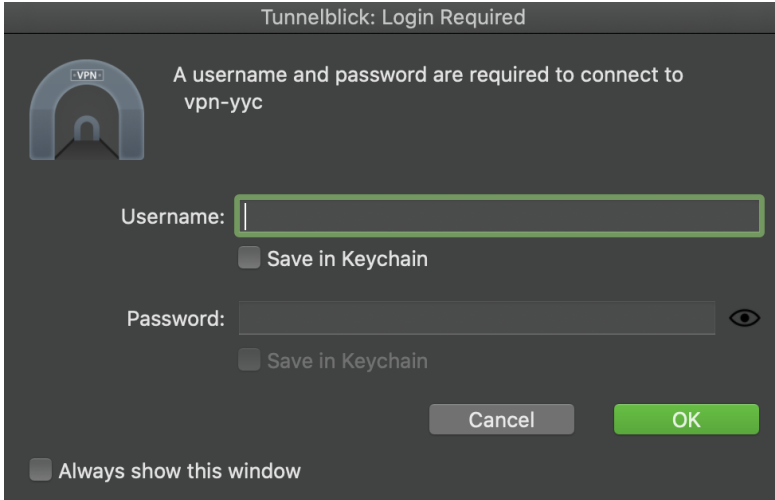 Tunnelblick: Login Required
VPN
A username and password are required to connect to
vpn-yyc
Username:
Save in Keychain
Password:
Save in Keychain
Cancel
OK
Always show this window